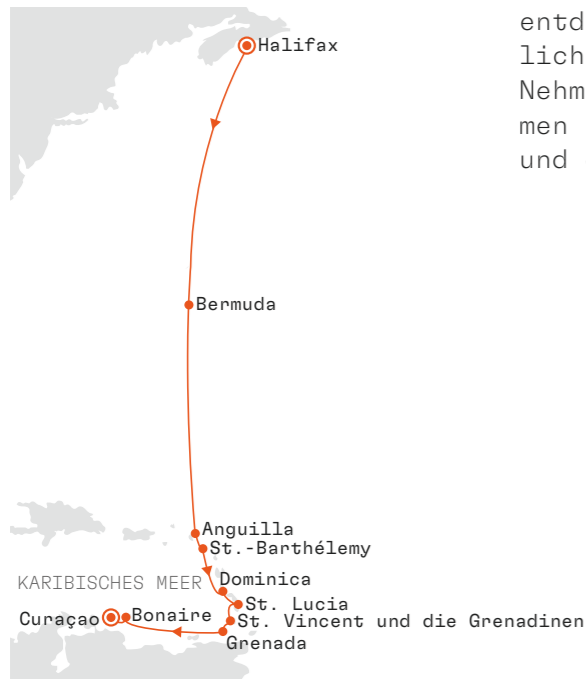 entd
lich
Nehm
men
und
Halifax
Bermuda
Anguilla
St.-Barthélemy
KARIBISCHES MEER
Dominica
St. Lucia
Curaçao
Bonaire
St. Vincent und die Grenadinen
Grenada